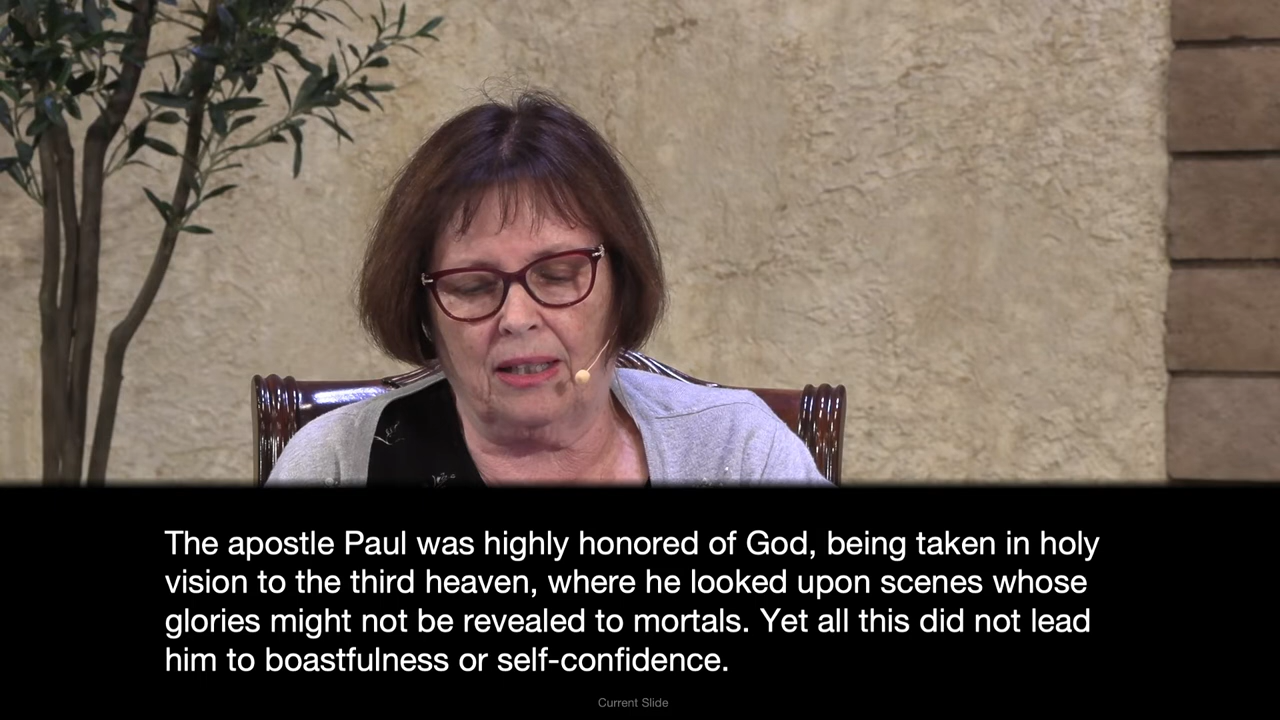 The apostle Paul was highly honored of God, being taken in holy
vision to the third heaven, where he looked upon scenes whose
glories might not be revealed to mortals. Yet all this did not lead
him to boastfulness or self-confidence.
Current Slide